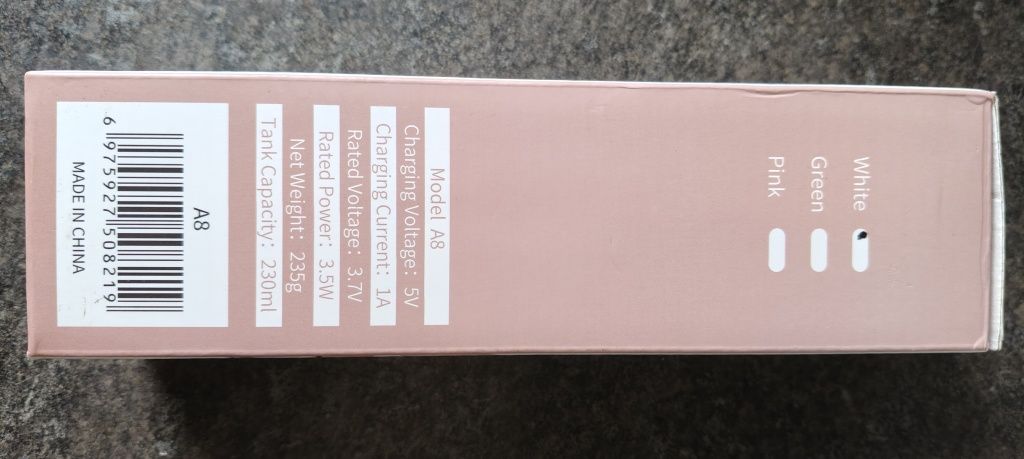 White
Green
Pink
Model A8
Charging Voltage: 5V
Charging Current: 1A
Rated Voltage: 3.7V
Rated Power: 3.5W
Net Weight: 235g
Tank Capacity: 230ml
A8
6 975927 508219
MADE IN CHINA